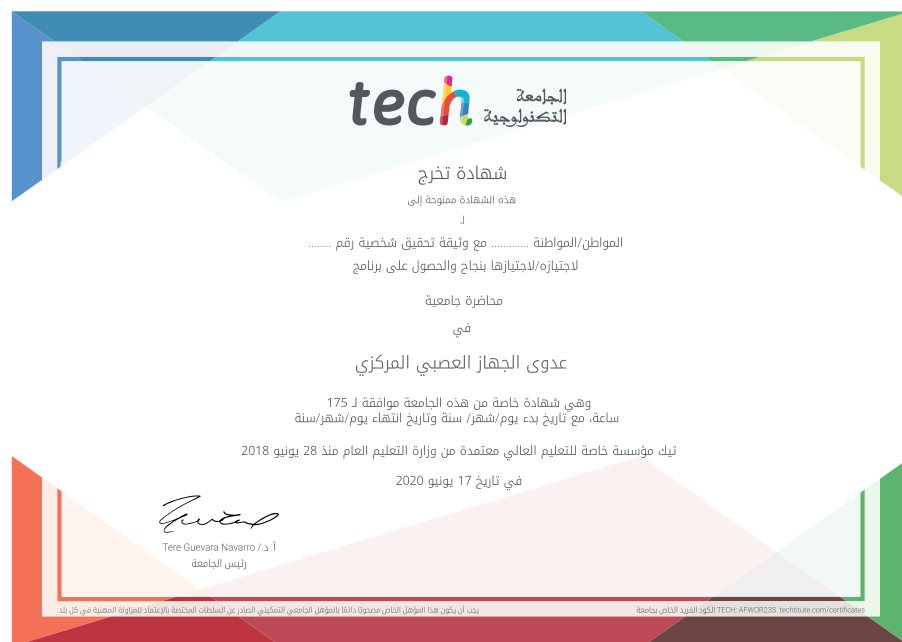 tech الجامعة
التكنولوجية
شهادة تخرج
هذه الشهادة ممنوحة إلى
لـ
المواطن/المواطنة ............. مع وثيقة تحقيق شخصية رقم ........
لاجتيازه/لاجتيازها بنجاح والحصول على برنامج
محاضرة جامعية
في
عدوى الجهاز العصبي المركزي
وهي شهادة خاصة من هذه الجامعة موافقة لـ 175
ساعة، مع تاريخ بدء يوم/شهر/ سنة وتاريخ انتهاء يوم/شهر/سنة
تيك مؤسسة خاصة للتعليم العالي معتمدة من وزارة التعليم العام منذ 28 يونيو 2018
في تاريخ 17 يونيو 2020
أ. د./ Tere Guevara Navarro
رئيس الجامعة
يجب أن يكون هذا المؤهل الخاص مصحوبًا دائمًا بالمؤهل الجامعي التمكيني الصادر عن السلطات المختصة بالإعتماد للمزاولة المهنية في كل بلد.
الكود الفريد الخاص بجامعة TECH: AFWOR23S techtitute.com/certificates